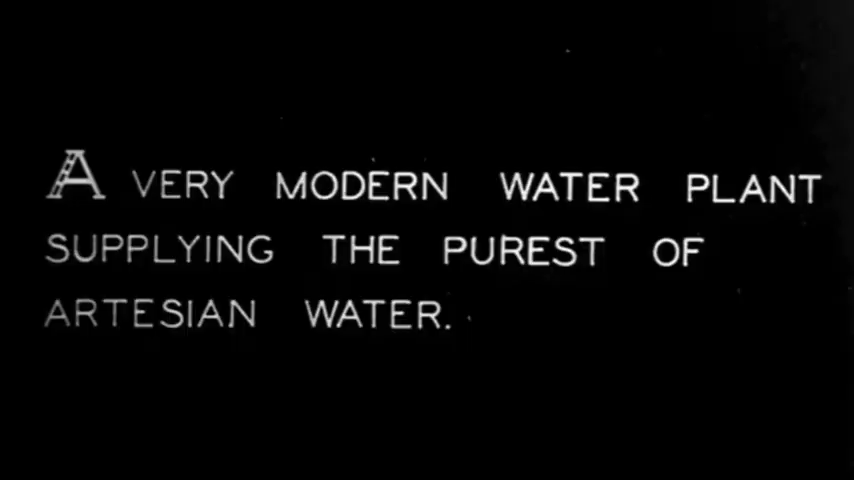 A VERY MODERN WATER PLANT
SUPPLYING THE PUREST OF
ARTESIAN WATER.